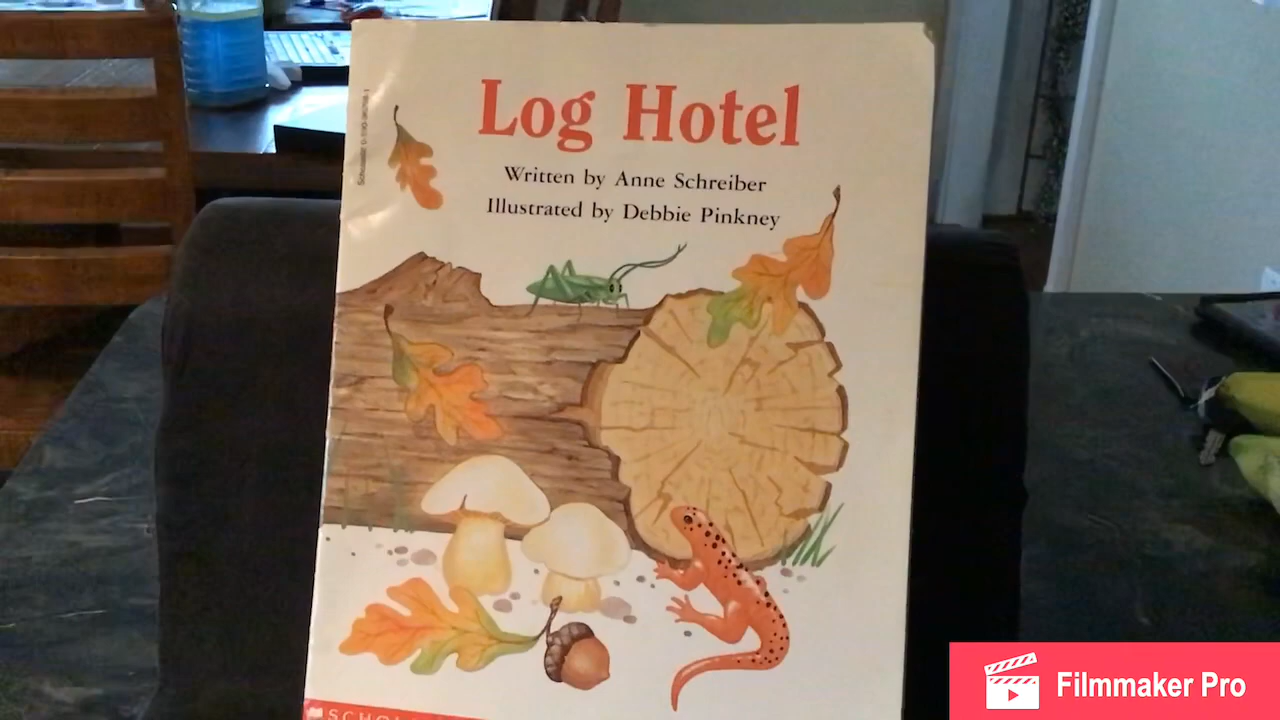 Log Hotel
Written by Anne Schreiber
Illustrated by Debbie Pinkney
Filmmaker Pro